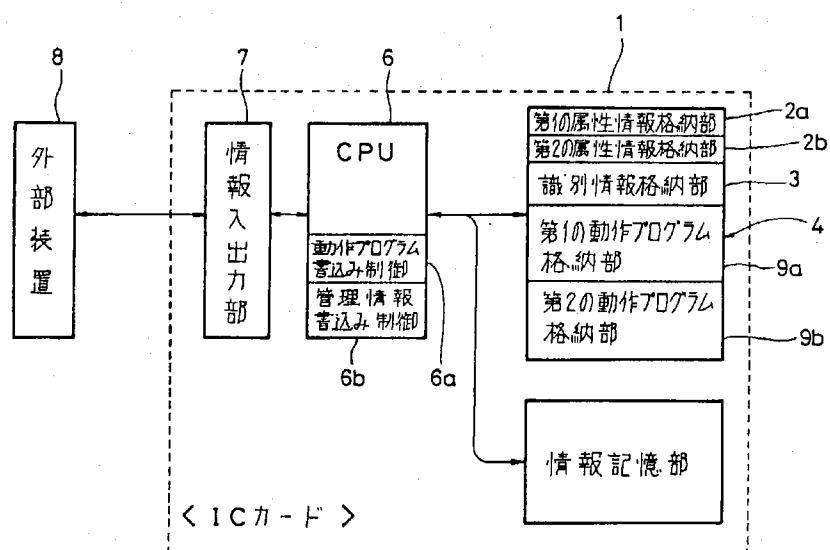 1
8
7
6
2a
外部装置
情報入出力部
CPU
第1の属性情報格納部
第2の属性情報格納部
2b
識別情報格納部
3
第1の動作プログラム
格納部
4
9a
動作プログラム
書込み制御
管理情報
書込み制御
第2の動作プログラム
格納部
9b
6b
6a
情報記憶部
<ICカード>